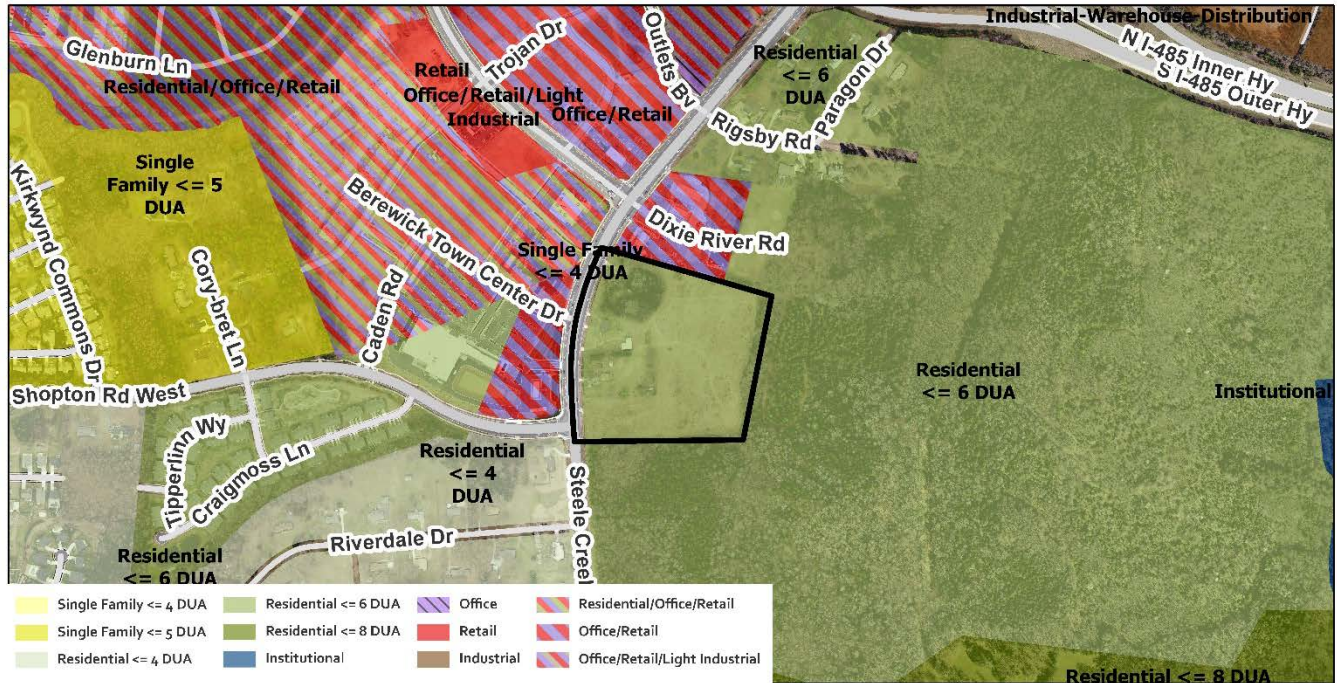 Industrial-Warehouse-Distribution
N I-485 Inner Hy
S I-485 Outer Hy
Glenburn Ln
Residential/Office/Retail
Trojan Dr
Outlets Bv
Retail
Office/Retail/Light
Industrial
Office/Retail
Residential
<= 6
DUA
Paragon Dr
Rigsby Rd
Single
Family <= 5
DUA
Kirkwynd Commons Dr
Cory-bret Ln
Berewick Town Center Dr
Dixie River Rd
Single Family
<= 4 DUA
Caden Rd
Shopton Rd West
Residential
<= 6 DUA
Institutional
Tipperlinn Wy
Craigmoss Ln
Residential
<= 4
DUA
Steele Creek
Riverdale Dr
Residential
<= 6 DUA
Single Family <= 4 DUA
Residential <= 6 DUA
Office
Residential/Office/Retail
Single Family <= 5 DUA
Residential <= 8 DUA
Retail
Office/Retail
Residential <= 4 DUA
Institutional
Industrial
Office/Retail/Light Industrial
Residential <= 8 DUA